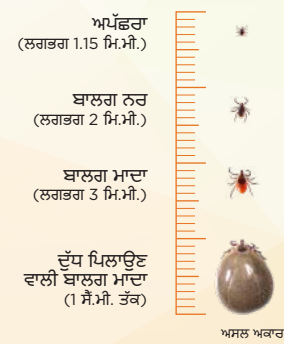 ਅਪੱਛਰਾ
(ਲਗਭਗ 1.15 ਮਿ.ਮੀ.)
ਬਾਲਗ ਨਰ
(ਲਗਭਗ 2 ਮਿ.ਮੀ.)
ਬਾਲਗ ਮਾਦਾ
(ਲਗਭਗ 3 ਮਿ.ਮੀ.)
ਦੁੱਧ ਪਿਲਾਉਣ
ਵਾਲੀ ਬਾਲਗ ਮਾਦਾ
(1 ਸੈਂ.ਮੀ. ਤੱਕ)
ਅਸਲ ਅਕਾਰ